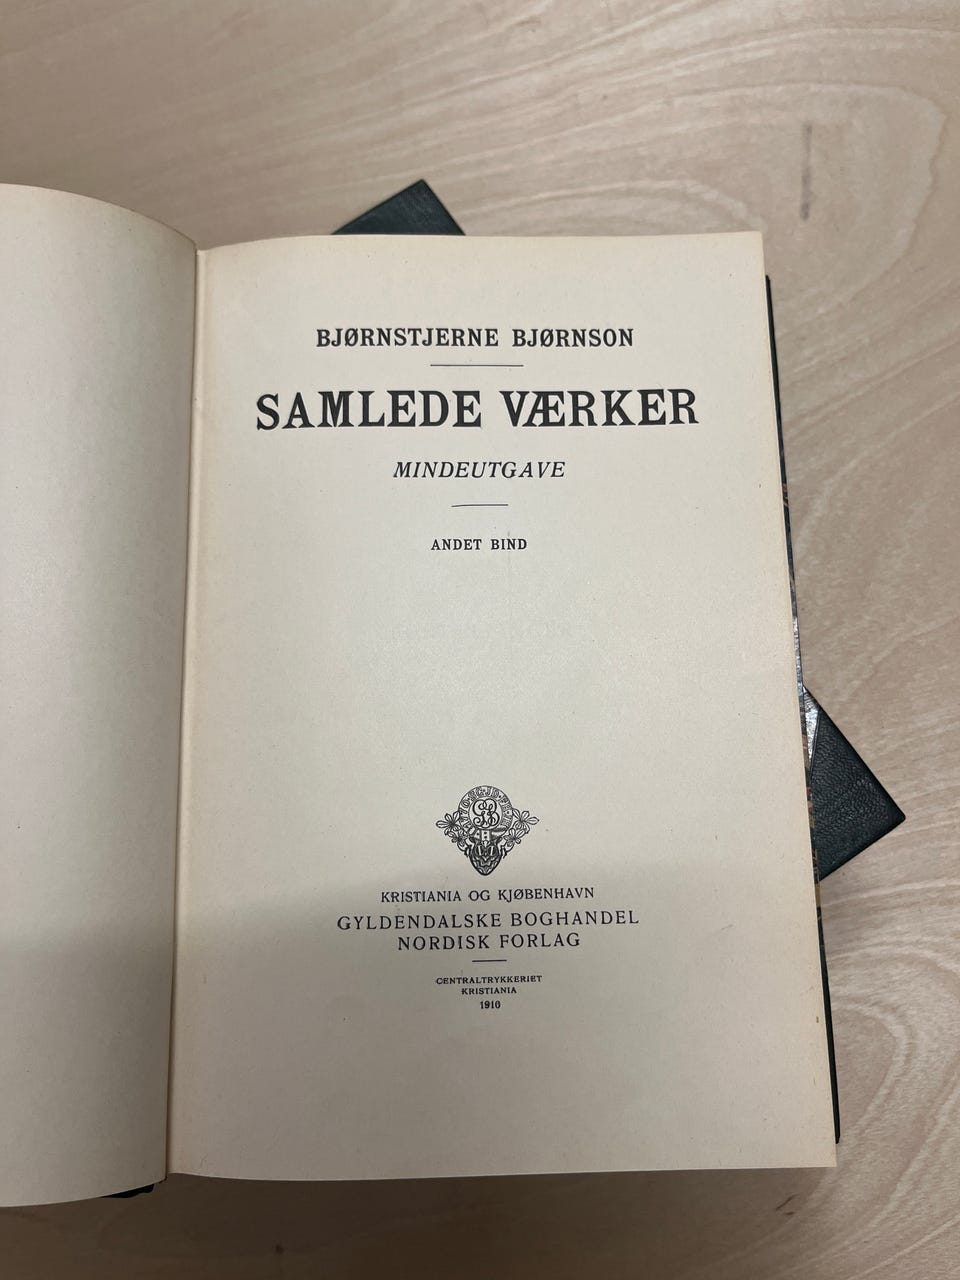 BJØRNSTJERNE BJØRNSON
SAMLEDE VÆRKER
MINDEUTGAVE
ANDET BIND
KRISTIANIA OG KJØBENHAVN
GYLDENDALSKE BOGHANDEL
NORDISK FORLAG
CENTRALTRYKKERIET
KRISTIANIA
1910